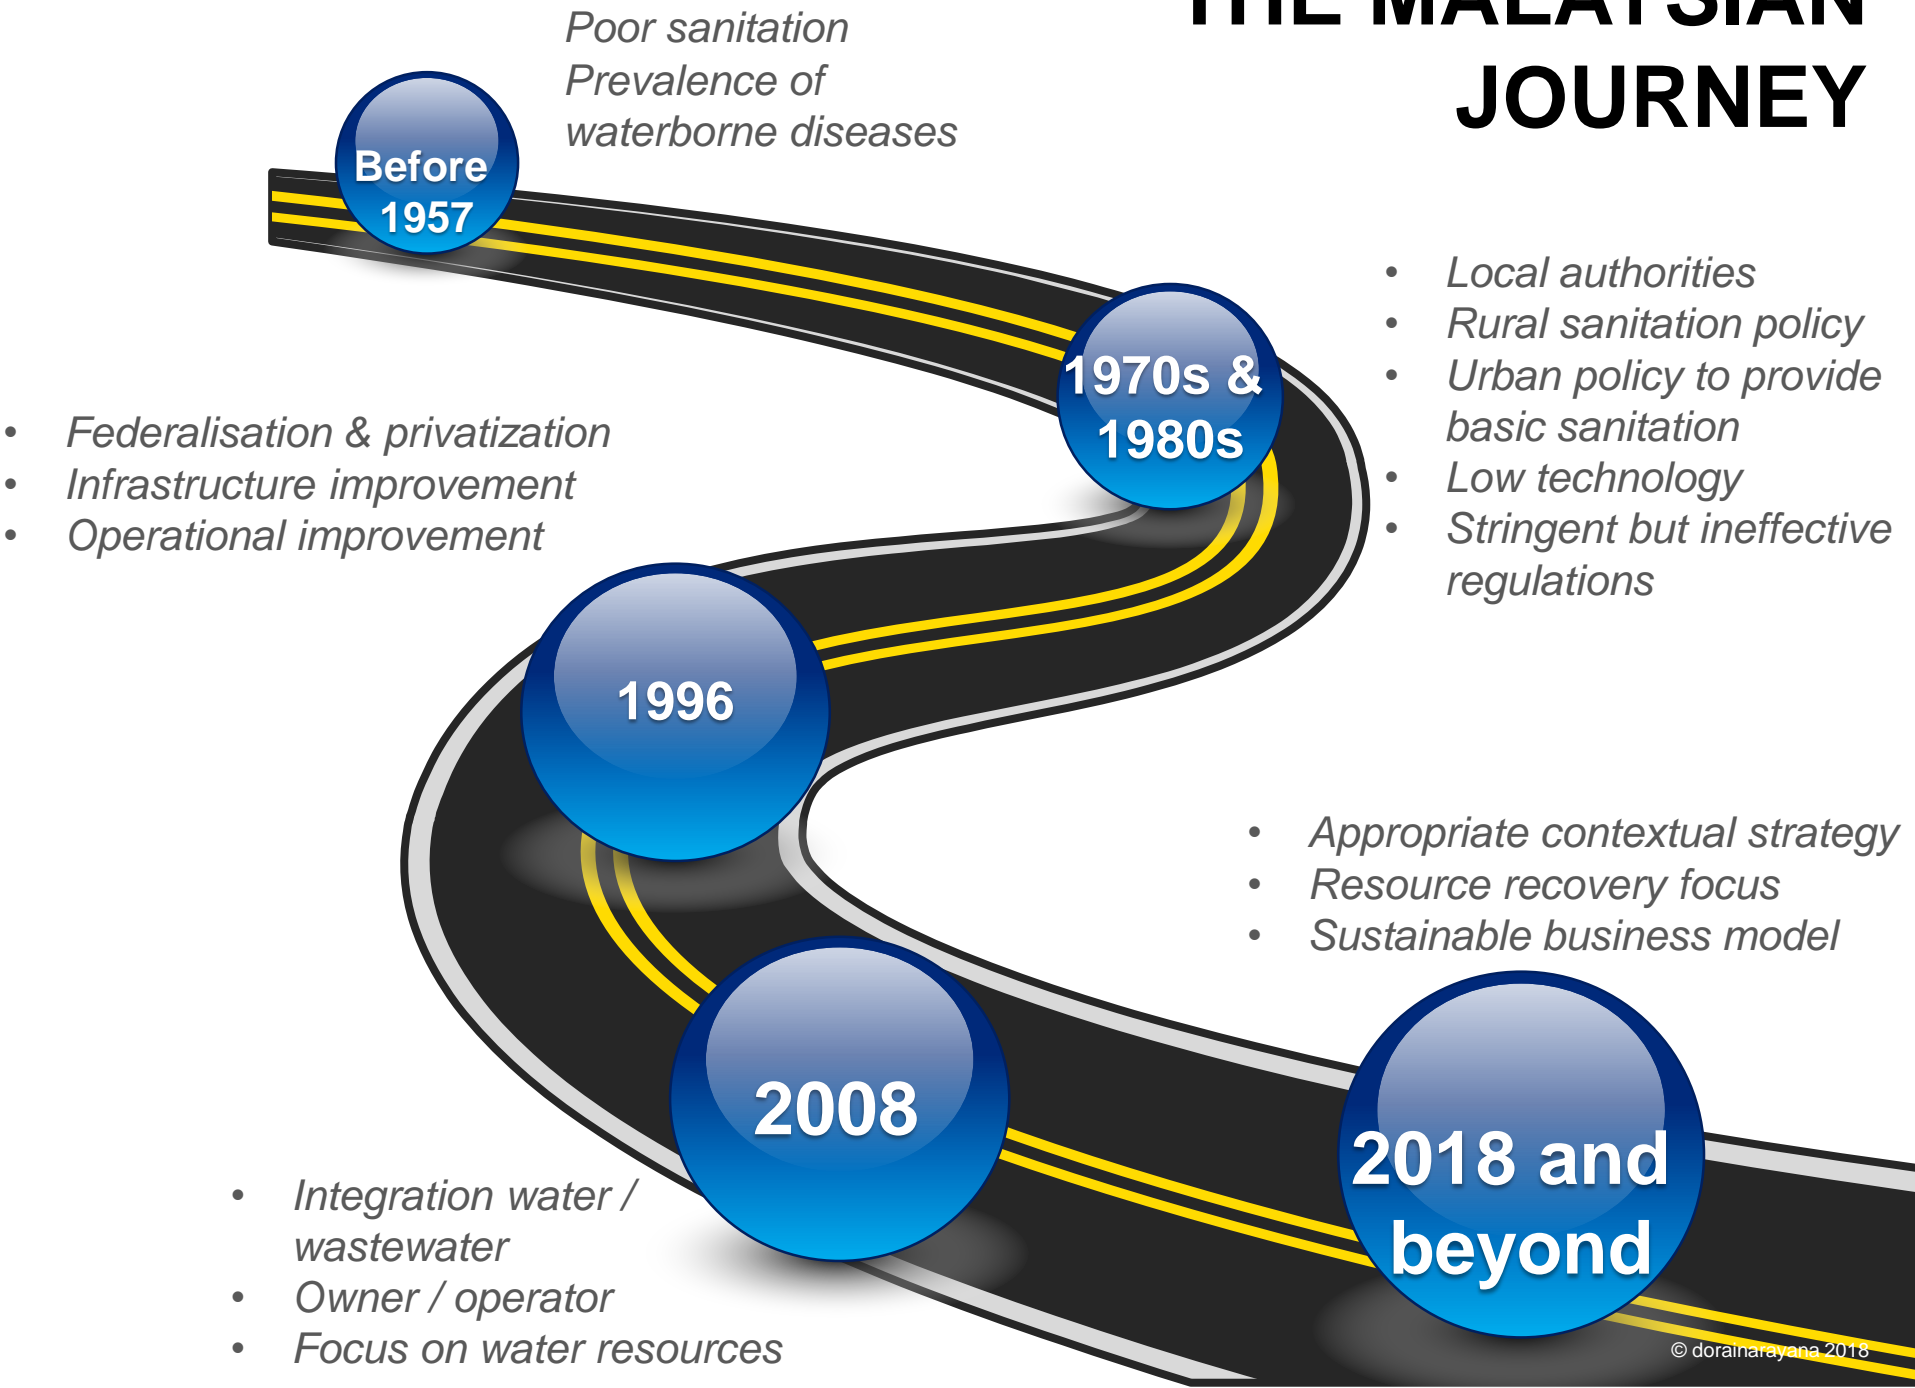 THE MALAYSIAN
JOURNEY
Poor sanitation
Prevalence of
waterborne diseases
Before
1957
• Local authorities
• Rural sanitation policy
• Urban policy to provide
basic sanitation
• Low technology
• Stringent but ineffective
regulations
1970s &
1980s
• Federalisation & privatization
• Infrastructure improvement
• Operational improvement
1996
• Appropriate contextual strategy
• Resource recovery focus
• Sustainable business model
2008
2018 and
beyond
• Integration water /
wastewater
• Owner / operator
• Focus on water resources
© dorainarayana 2018